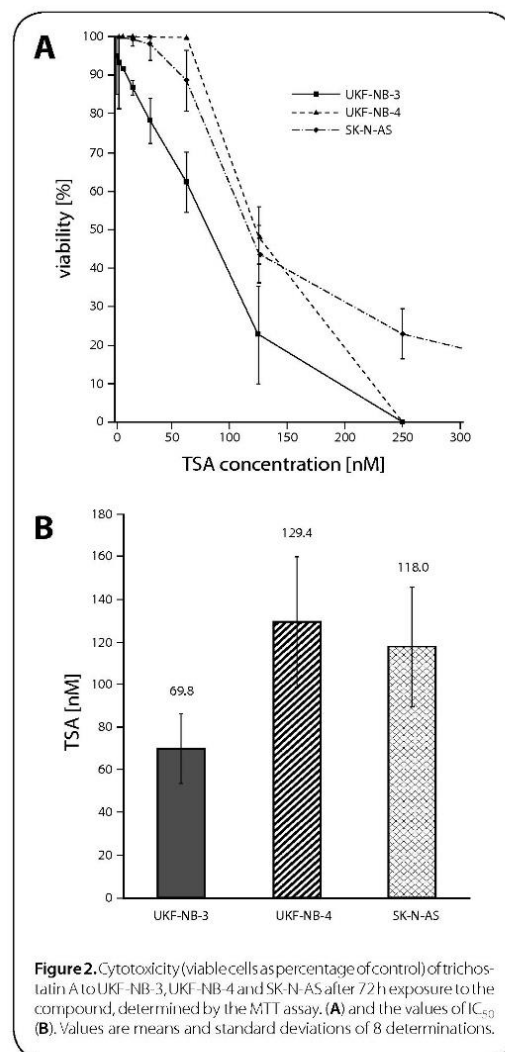 A
100
90
80
70
60
50
40
30
20
10
0
viability [%]
UKF-NB-3
UKF-NB-4
SK-N-AS
0 50 100 150 200 250 300
TSA concentration [nM]
B
180
160
140
120
100
80
60
40
20
0
TSA [nM]
69.8
129.4
118.0
UKF-NB-3 UKF-NB-4 SK-N-AS
Figure 2. Cytotoxicity (viable cells as percentage of control) of trichos-
tatin A to UKF-NB-3, UKF-NB-4 and SK-N-AS after 72 h exposure to the
compound, determined by the MTT assay. (A) and the values of IC50
(B). Values are means and standard deviations of 8 determinations.